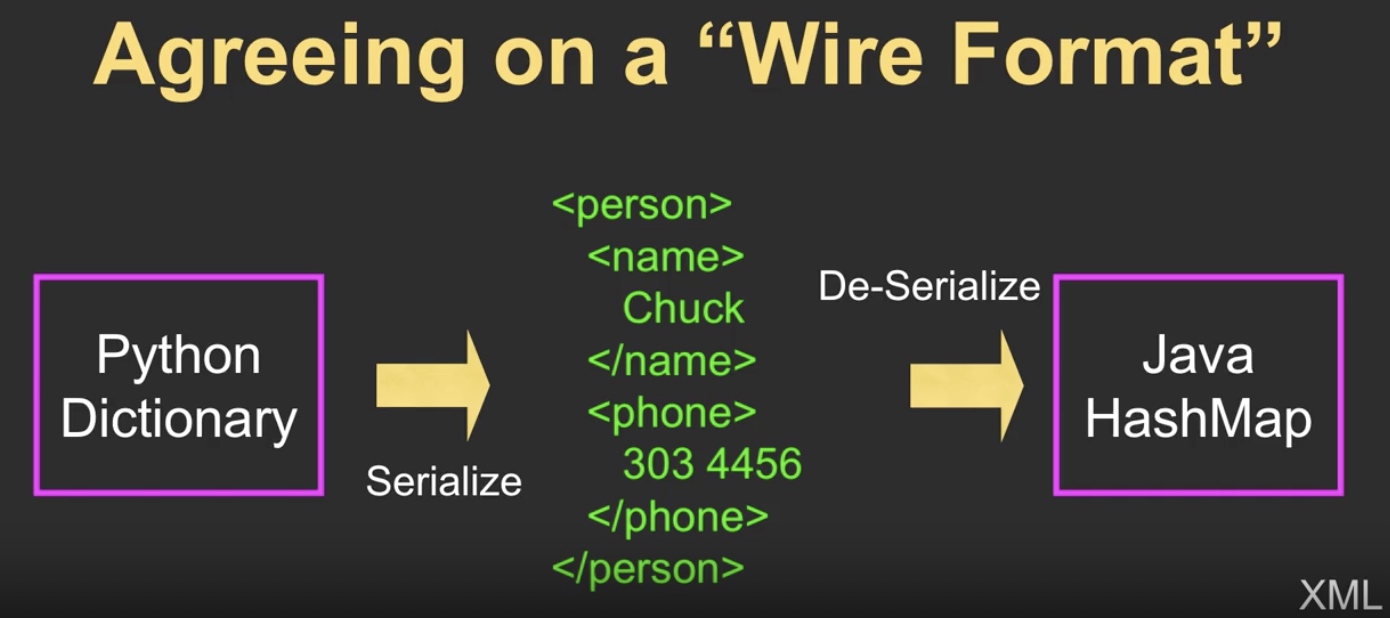 Agreeing on a “Wire Format”
Python
Dictionary
Serialize
<person>
<name>
Chuck
</name>
<phone>
303 4456
</phone>
</person>
De-Serialize
Java
HashMap
XML